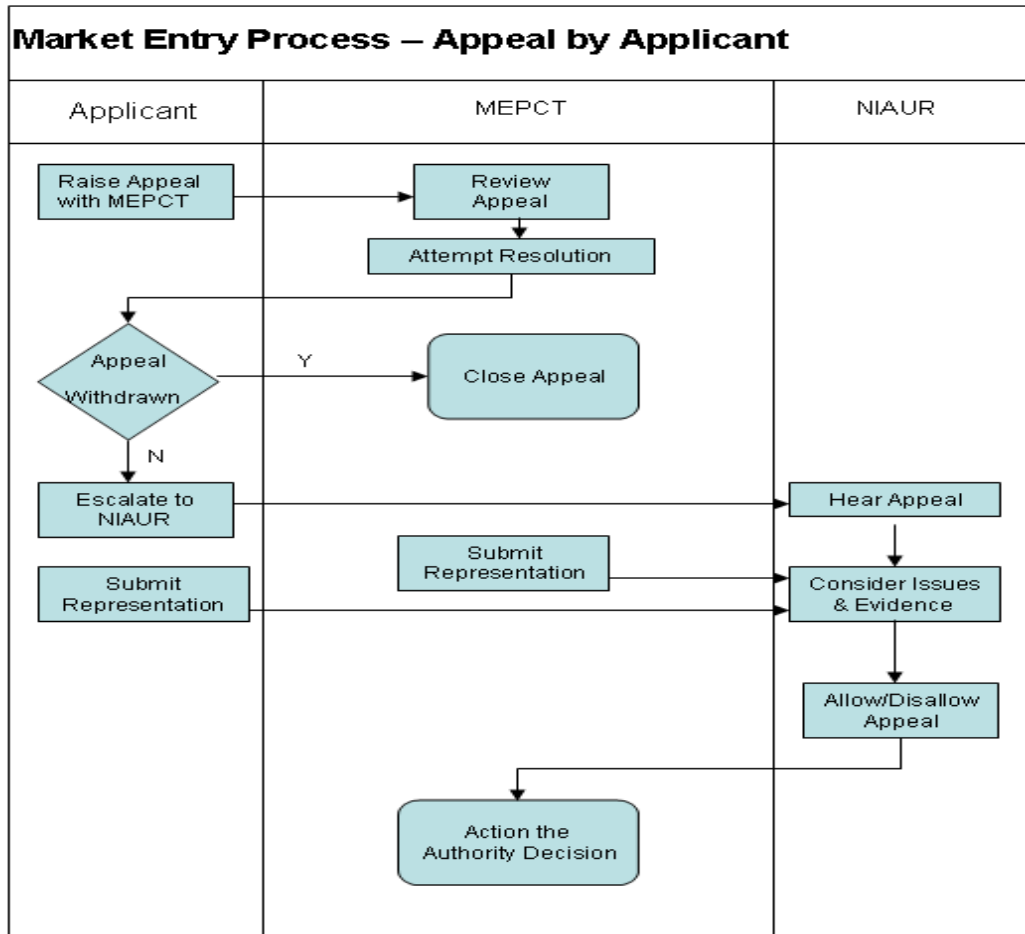 Market Entry Process – Appeal by Applicant
Applicant
MEPCT
NIAUR
Raise Appeal
with MEPCT
Review
Appeal
Attempt Resolution
Appeal
Withdrawn
Y
Close Appeal
N
Escalate to
NIAUR
Hear Appeal
Submit
Representation
Submit
Representation
Consider Issues
& Evidence
Allow/Disallow
Appeal
Action the
Authority Decision